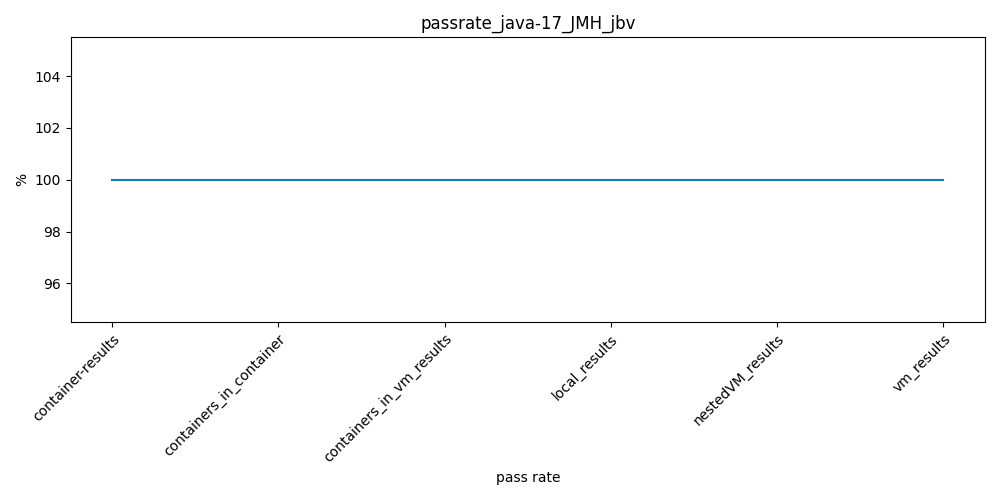 passrate_java-17_JMH_jbv
%
104
102
100
98
96
container-results
containers_in_container
containers_in_vm_results
local_results
nestedVM_results
vm_results
pass rate